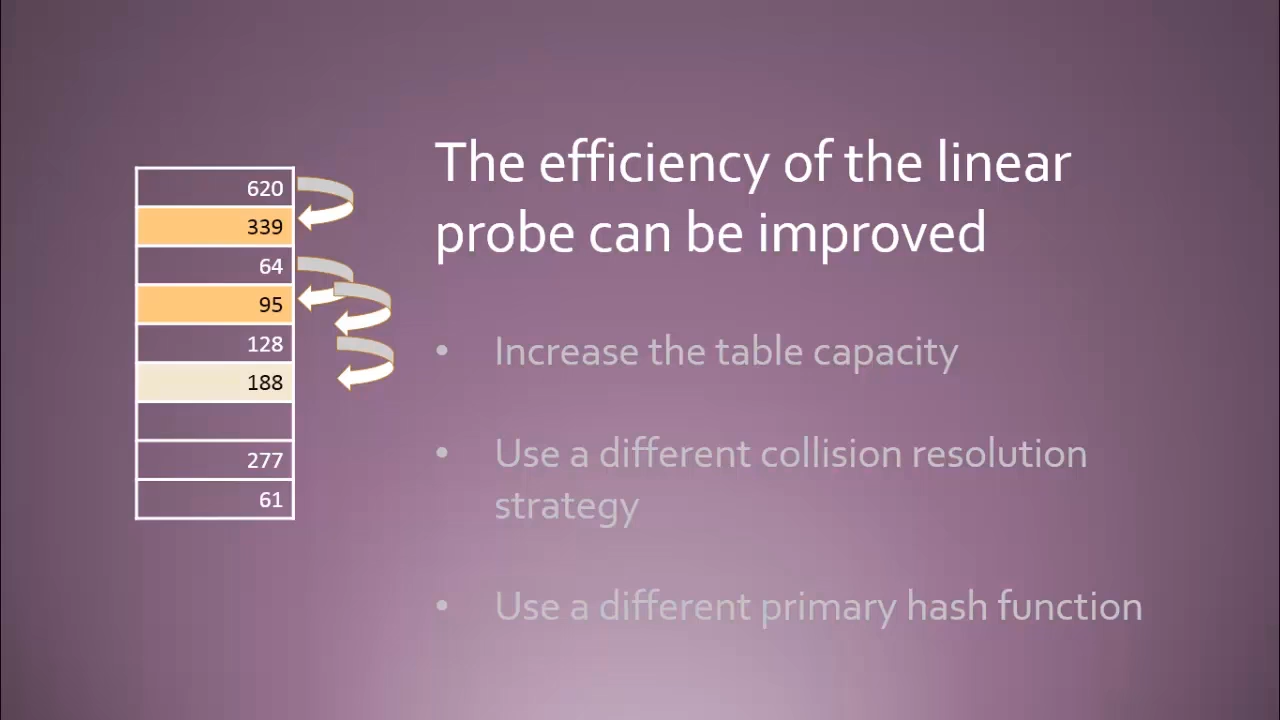 620
339
64
95
128
188
277
61
The efficiency of the linear
probe can be improved
• Increase the table capacity
• Use a different collision resolution
strategy
• Use a different primary hash function